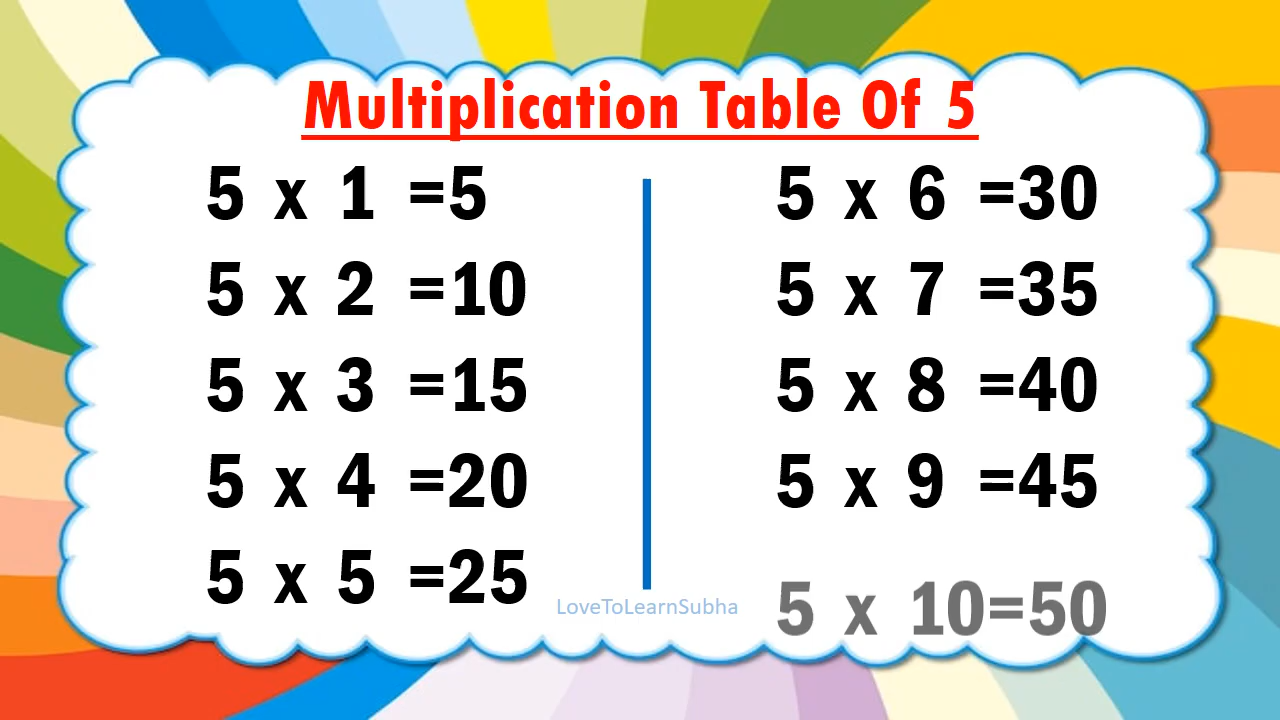 Multiplication Table Of 5
5 x 1 =5
5 x 2 =10
5 x 3 =15
5 x 4 =20
5 x 5 =25
5 x 6 =30
5 x 7 =35
5 x 8 =40
5 x 9 =45
5 x 10=50
LoveToLearnSubha